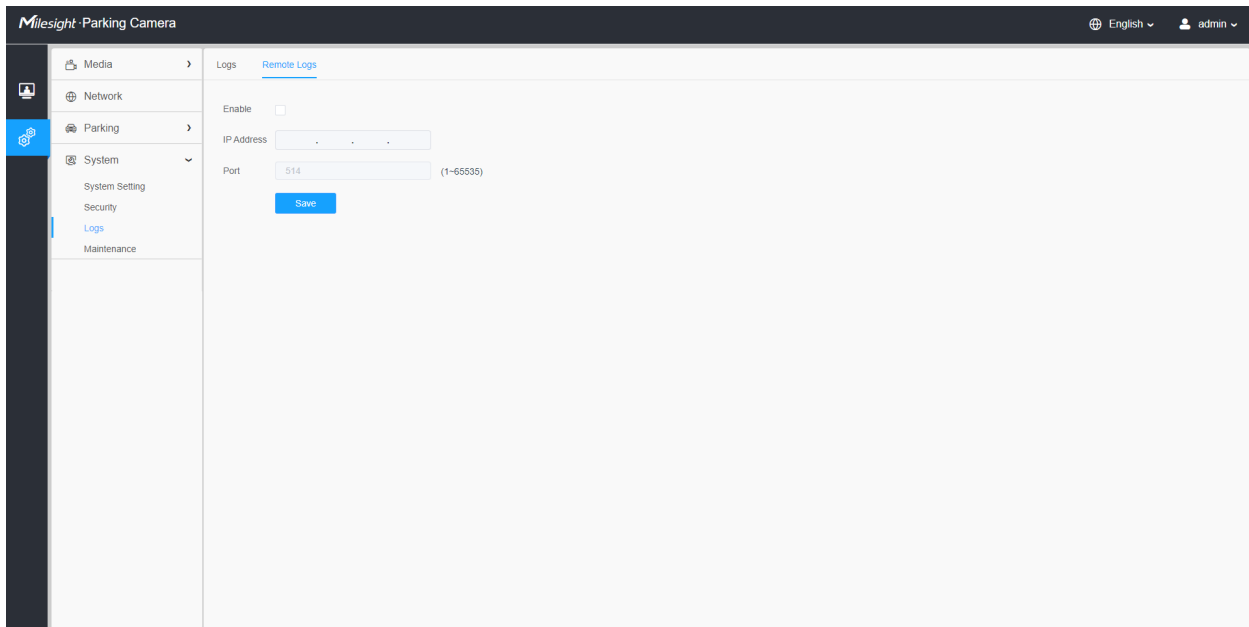 Milesight · Parking Camera English admin
Media
Network
Parking
System
System Setting
Security
Logs
Maintenance
Logs Remote Logs
Enable
IP Address . . .
Port 514 (1~65535)
Save